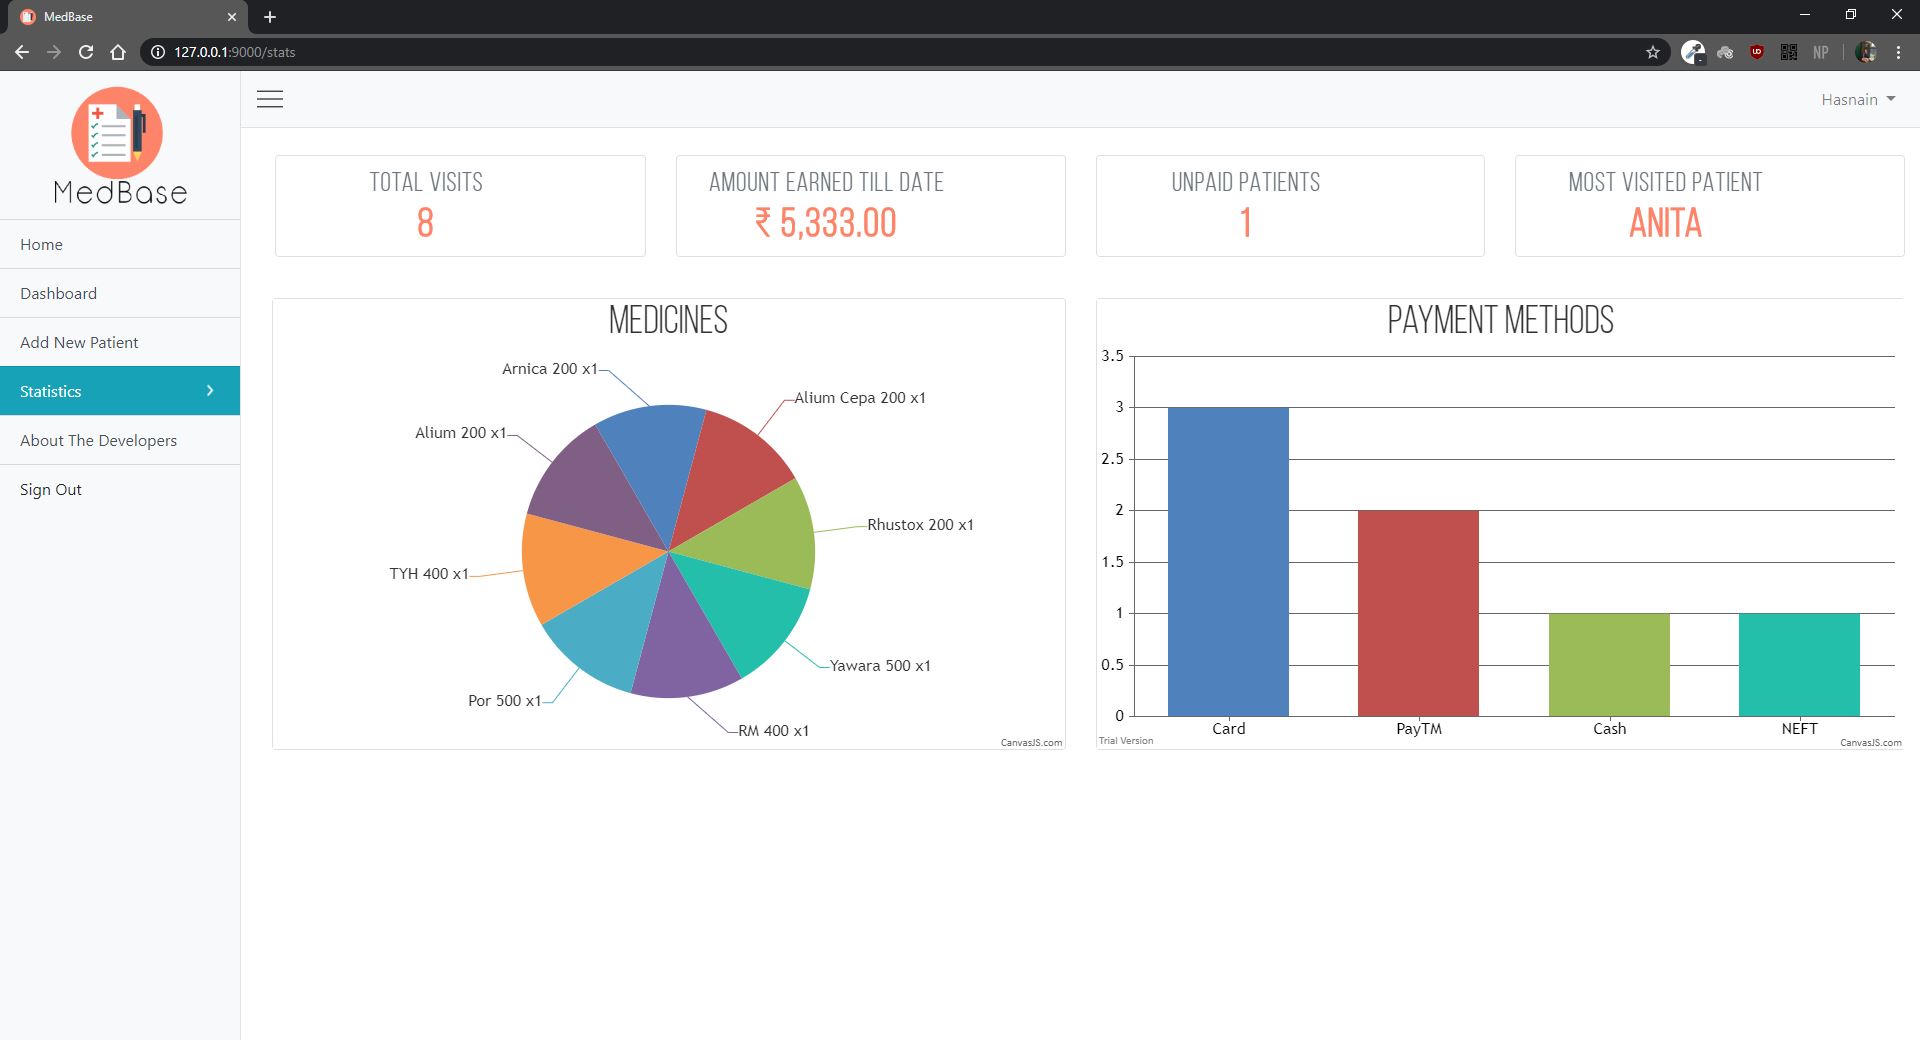 MedBase
127.0.0.1:9000/stats
NP
MedBase
Hasnain
Home
Dashboard
Add New Patient
Statistics
About The Developers
Sign Out
TOTAL VISITS
8
AMOUNT EARNED TILL DATE
₹ 5,333.00
UNPAID PATIENTS
1
MOST VISITED PATIENT
ANITA
MEDICINES
Arnica 200 x1
Alium Cepa 200 x1
Alium 200 x1
Rhustox 200 x1
TYH 400 x1
Yawara 500 x1
Por 500 x1
RM 400 x1
CanvasJS.com
PAYMENT METHODS
3.5
3
2.5
2
1.5
1
0.5
0
Card
PayTM
Cash
NEFT
Trial Version
CanvasJS.com